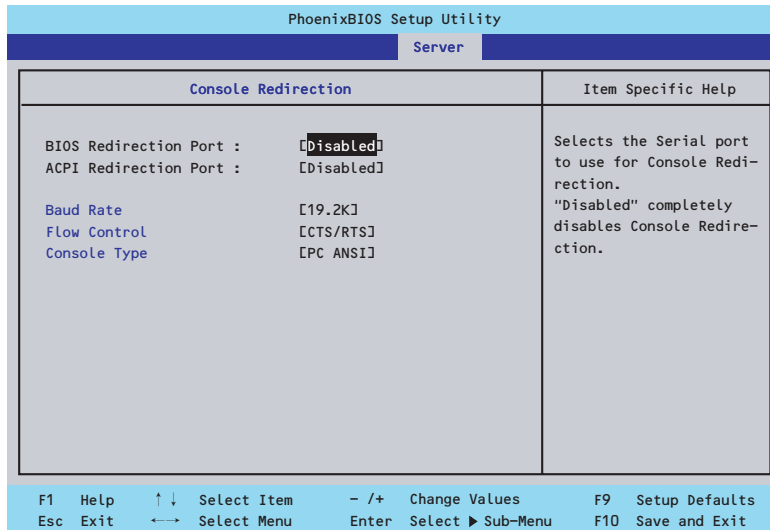 PhoenixBIOS Setup Utility
Server
Console Redirection
Item Specific Help
BIOS Redirection Port : [Disabled]
ACPI Redirection Port : [Disabled]
Baud Rate [19.2K]
Flow Control [CTS/RTS]
Console Type [PC ANSI]
Selects the Serial port
to use for Console Redi-
rection.
"Disabled" completely
disables Console Redire-
ction.
F1 Help ↑↓ Select Item - /+ Change Values F9 Setup Defaults
Esc Exit ←→ Select Menu Enter Select ▶ Sub-Menu F10 Save and Exit